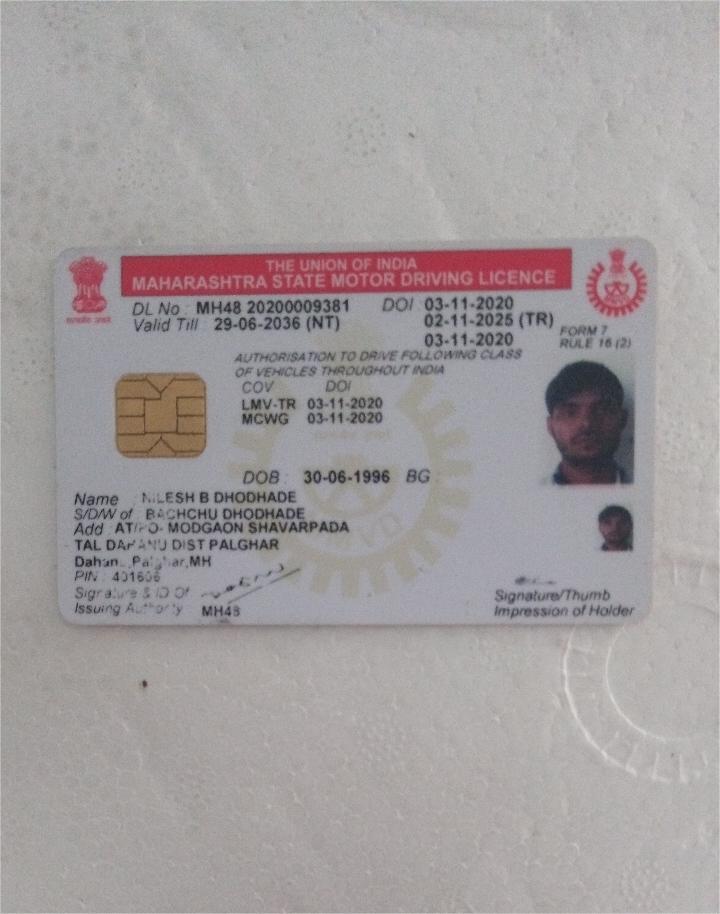 THE UNION OF INDIA
MAHARASHTRA STATE MOTOR DRIVING LICENCE
DL No : MH48 20200009381 DOI : 03-11-2020
Valid Till : 29-06-2036 (NT) 02-11-2025 (TR)
03-11-2020
FORM 7
RULE 16 (2)
AUTHORISATION TO DRIVE FOLLOWING CLASS
OF VEHICLES THROUGHOUT INDIA
COV DOI
LMV-TR 03-11-2020
MCWG 03-11-2020
DOB : 30-06-1996 BG :
Name : NILESH B DHODHADE
S/D/W of : BACHCHU DHODHADE
Add : AT/PO- MODGAON SHAVARPADA
TAL DAHANU DIST PALGHAR
Dahanu, Palghar,MH
PIN : 401606
Signature & ID Of
Issuing Authority MH48
Signature/Thumb
Impression of Holder